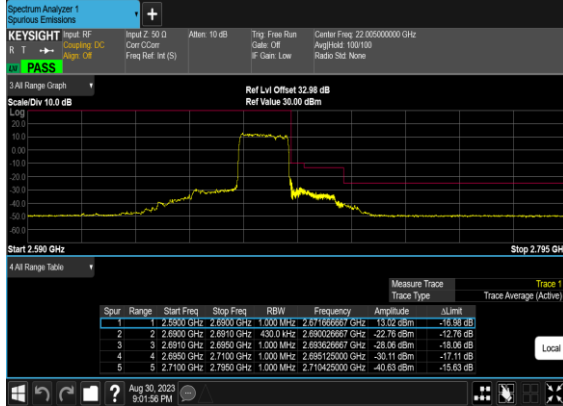 Spectrum Analyzer 1
Spurious Emissions
+
KEYSIGHT Input: RF Input Z: 50 Ω Atten: 10 dB Trig: Free Run Center Freq: 22.005000000 GHz
R T Coupling: DC Corr CCorr Gate: Off Avg|Hold: 100/100
Align: Off Freq Ref: Int (S) IF Gain: Low Radio Std: None
PASS
3 All Range Graph
Ref Lvl Offset 32.98 dB
Scale/Div 10.0 dB Ref Value 30.00 dBm
Log
20.0
10.0
0.00
-10.0
-20.0
-30.0
-40.0
-50.0
-60.0
Start 2.590 GHz Stop 2.795 GH
4 All Range Table
Measure Trace Trace 1
Trace Type Trace Average (Active)
Spur Range Start Freq Stop Freq RBW Frequency Amplitude ΔLimit
1 1 2.5900 GHz 2.6900 GHz 1.000 MHz 2.671666667 GHz 13.02 dBm -16.98 dB
2 2 2.6900 GHz 2.6910 GHz 430.0 kHz 2.690026667 GHz -22.76 dBm -12.76 dB
3 3 2.6910 GHz 2.6950 GHz 1.000 MHz 2.693626667 GHz -28.06 dBm -18.06 dB
4 4 2.6950 GHz 2.7100 GHz 1.000 MHz 2.695125000 GHz -30.11 dBm -17.11 dB
5 5 2.7100 GHz 2.7950 GHz 1.000 MHz 2.710425000 GHz -40.63 dBm -15.63 dB
Local
? Aug 30, 2023
9:01:56 PM